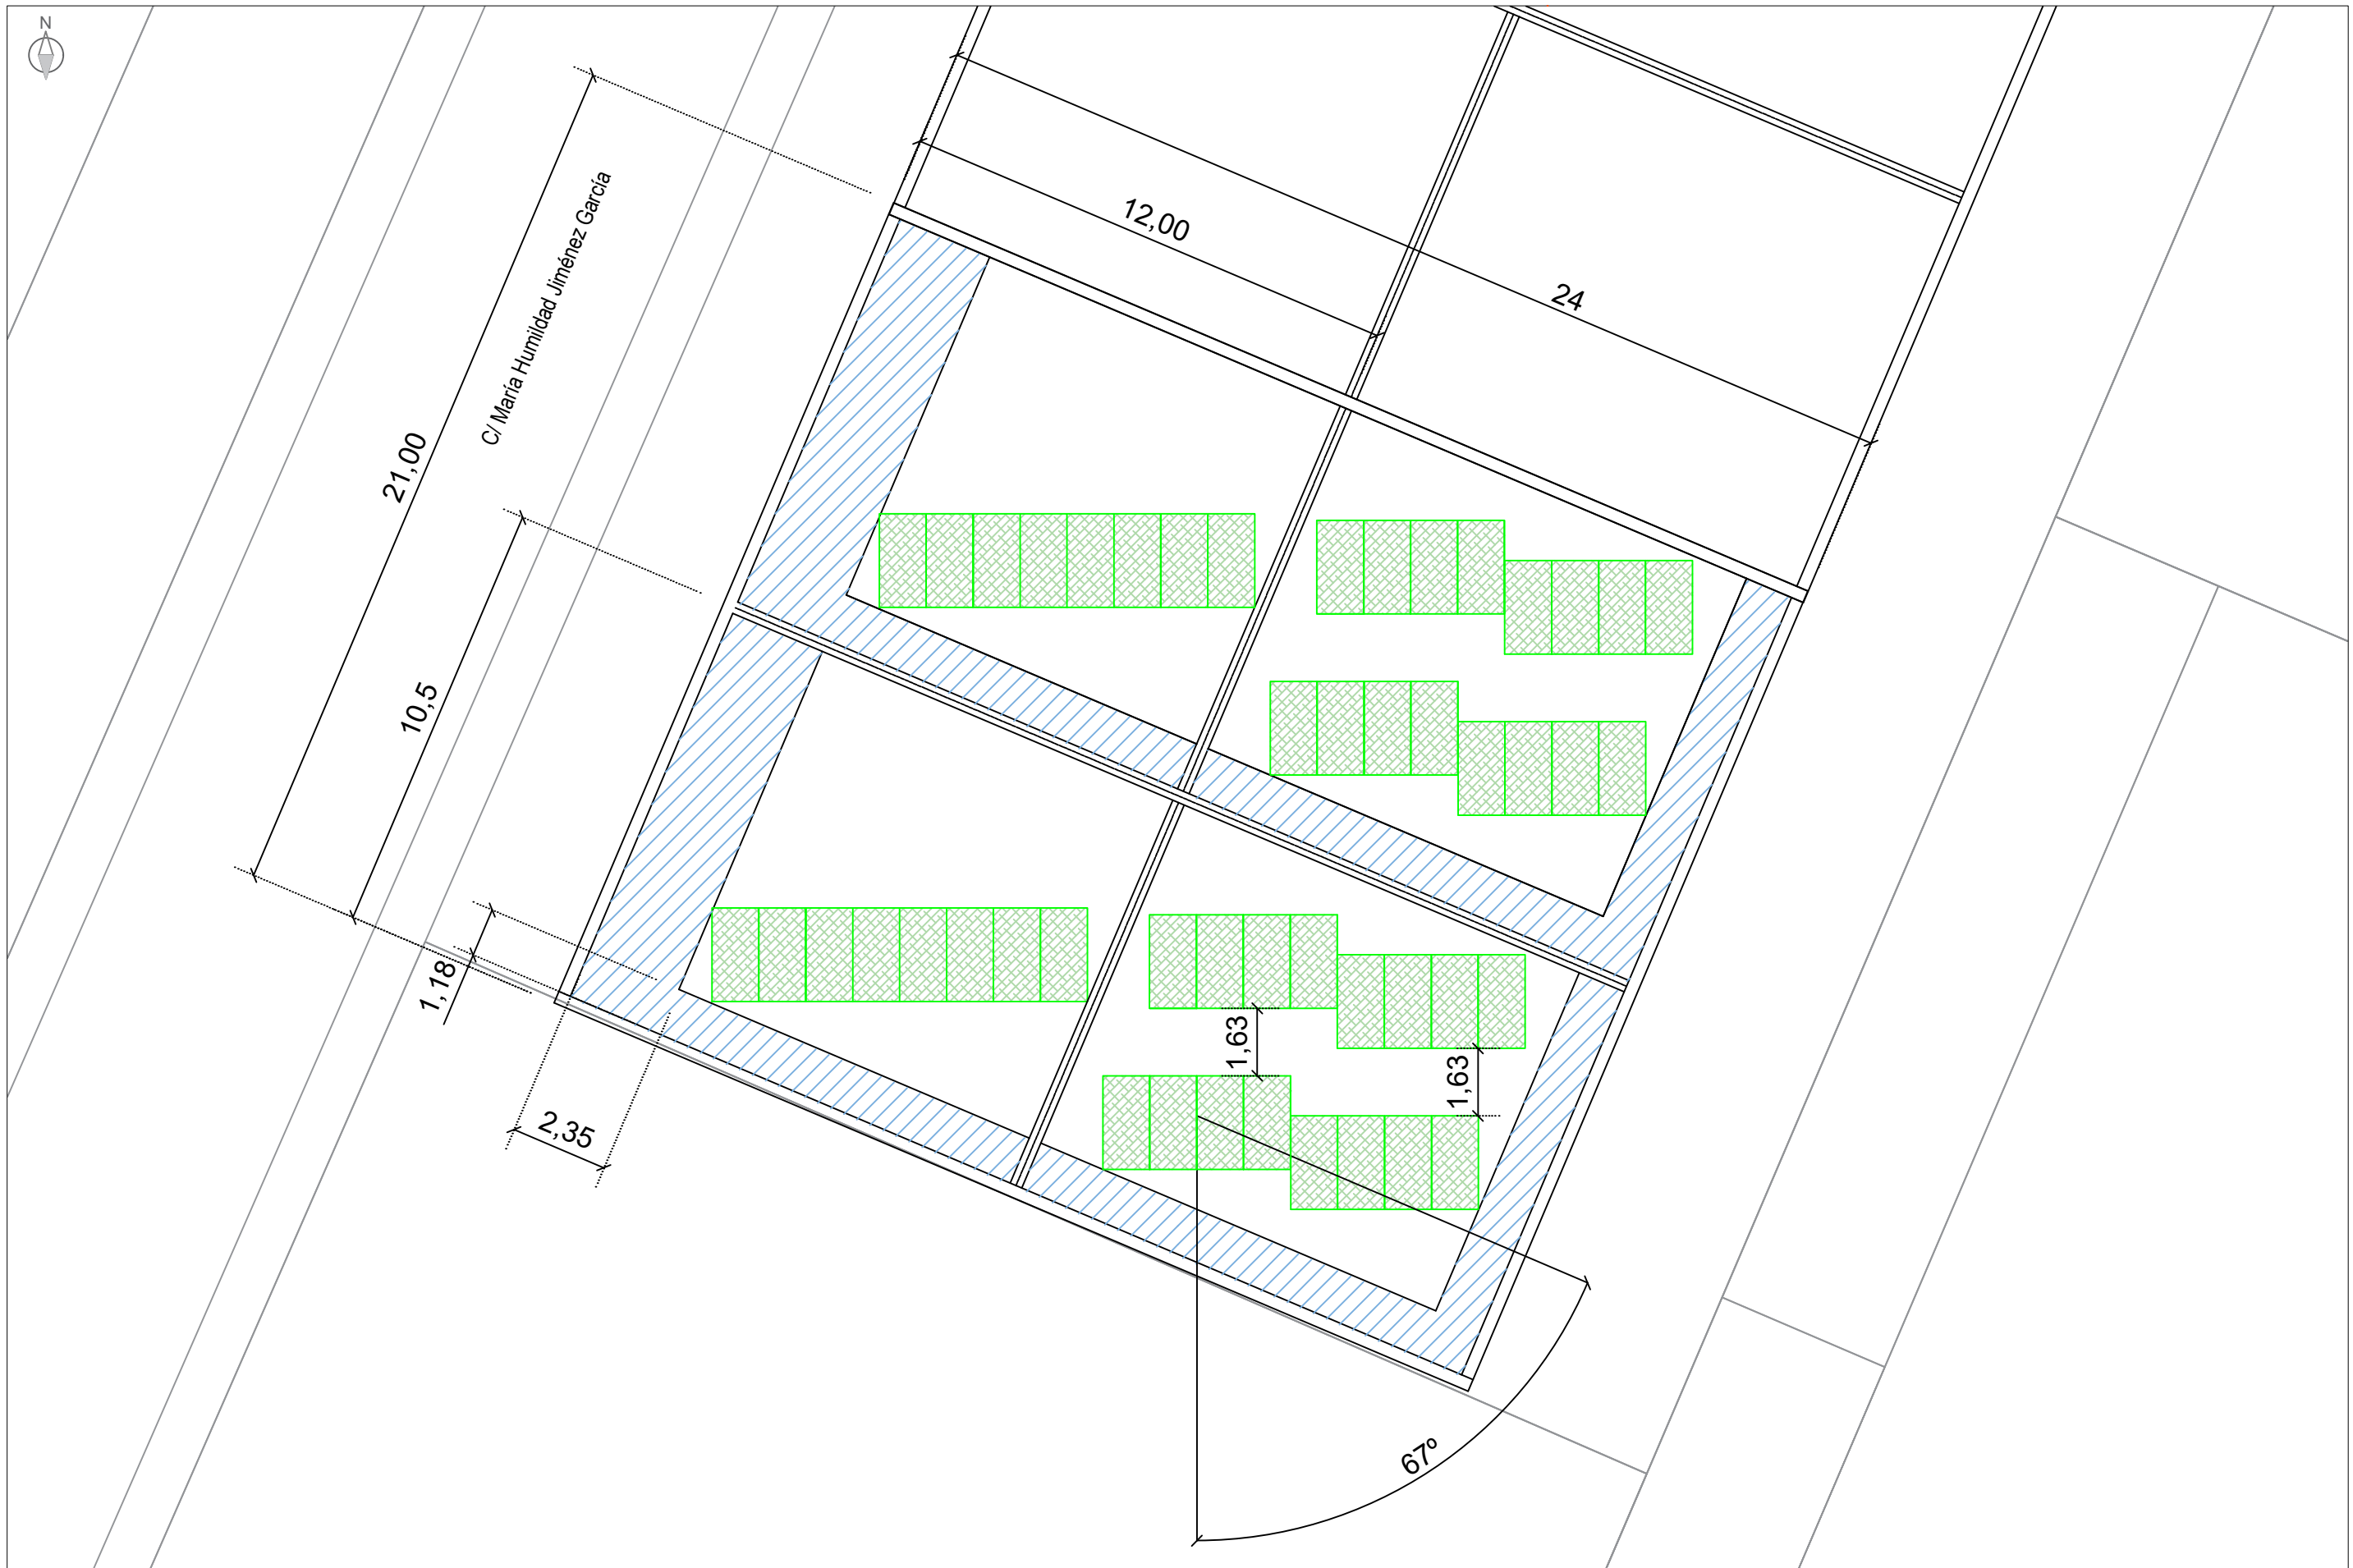 N
12,00
24
C/ María Humildad Jiménez García
21,00
10,5
1,18
1,63
1,63
2,35
67º